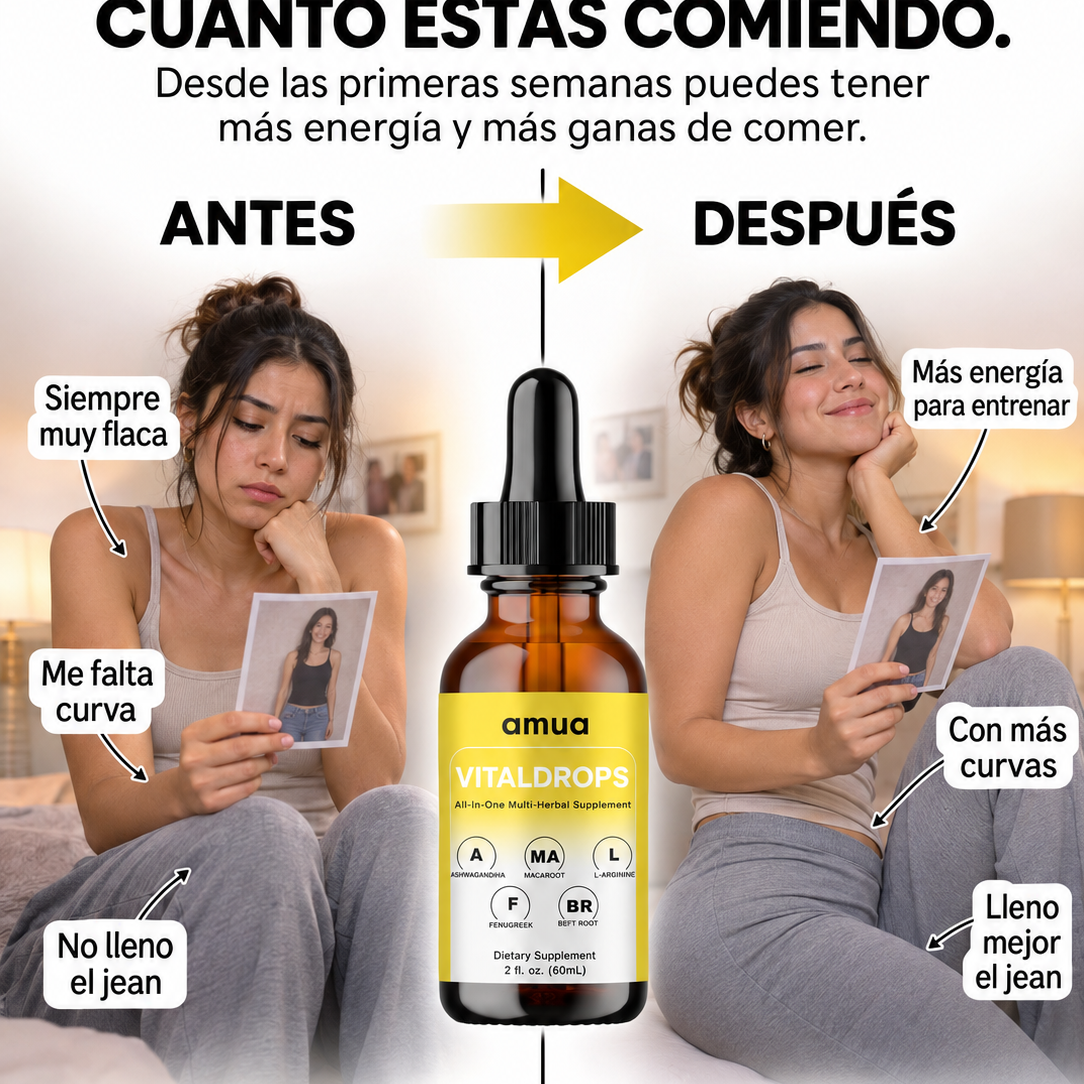 CUÁNTO ESTÁS COMIENDO.
Desde las primeras semanas puedes tener
más energía y más ganas de comer.
ANTES
DESPUÉS
Siempre
muy flaca
Me falta
curva
No lleno
el jean
amua
VITALDROPS
All-In-One Multi-Herbal Supplement
A
ASHWAGANDHA
MA
MACAROOT
L
L-ARGININE
F
FENUGREEK
BR
BEFT ROOT
Dietary Supplement
2 fl. oz. (60mL)
Más energía
para entrenar
Con más
curvas
Lleno
mejor
el jean